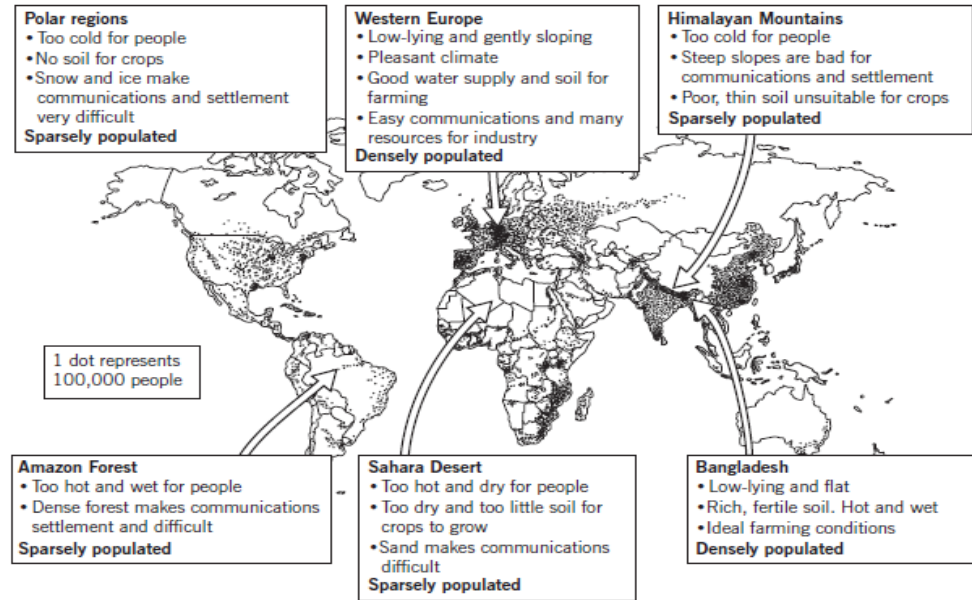 Polar regions
• Too cold for people
• No soil for crops
• Snow and ice make
communications and settlement
very difficult
Sparsely populated
Western Europe
• Low-lying and gently sloping
• Pleasant climate
• Good water supply and soil for
farming
• Easy communications and many
resources for industry
Densely populated
Himalayan Mountains
• Too cold for people
• Steep slopes are bad for
communications and settlement
• Poor, thin soil unsuitable for crops
Sparsely populated
1 dot represents
100,000 people
Amazon Forest
• Too hot and wet for people
• Dense forest makes communications
settlement and difficult
Sparsely populated
Sahara Desert
• Too hot and dry for people
• Too dry and too little soil for
crops to grow
• Sand makes communications
difficult
Sparsely populated
Bangladesh
• Low-lying and flat
• Rich, fertile soil. Hot and wet
• Ideal farming conditions
Densely populated